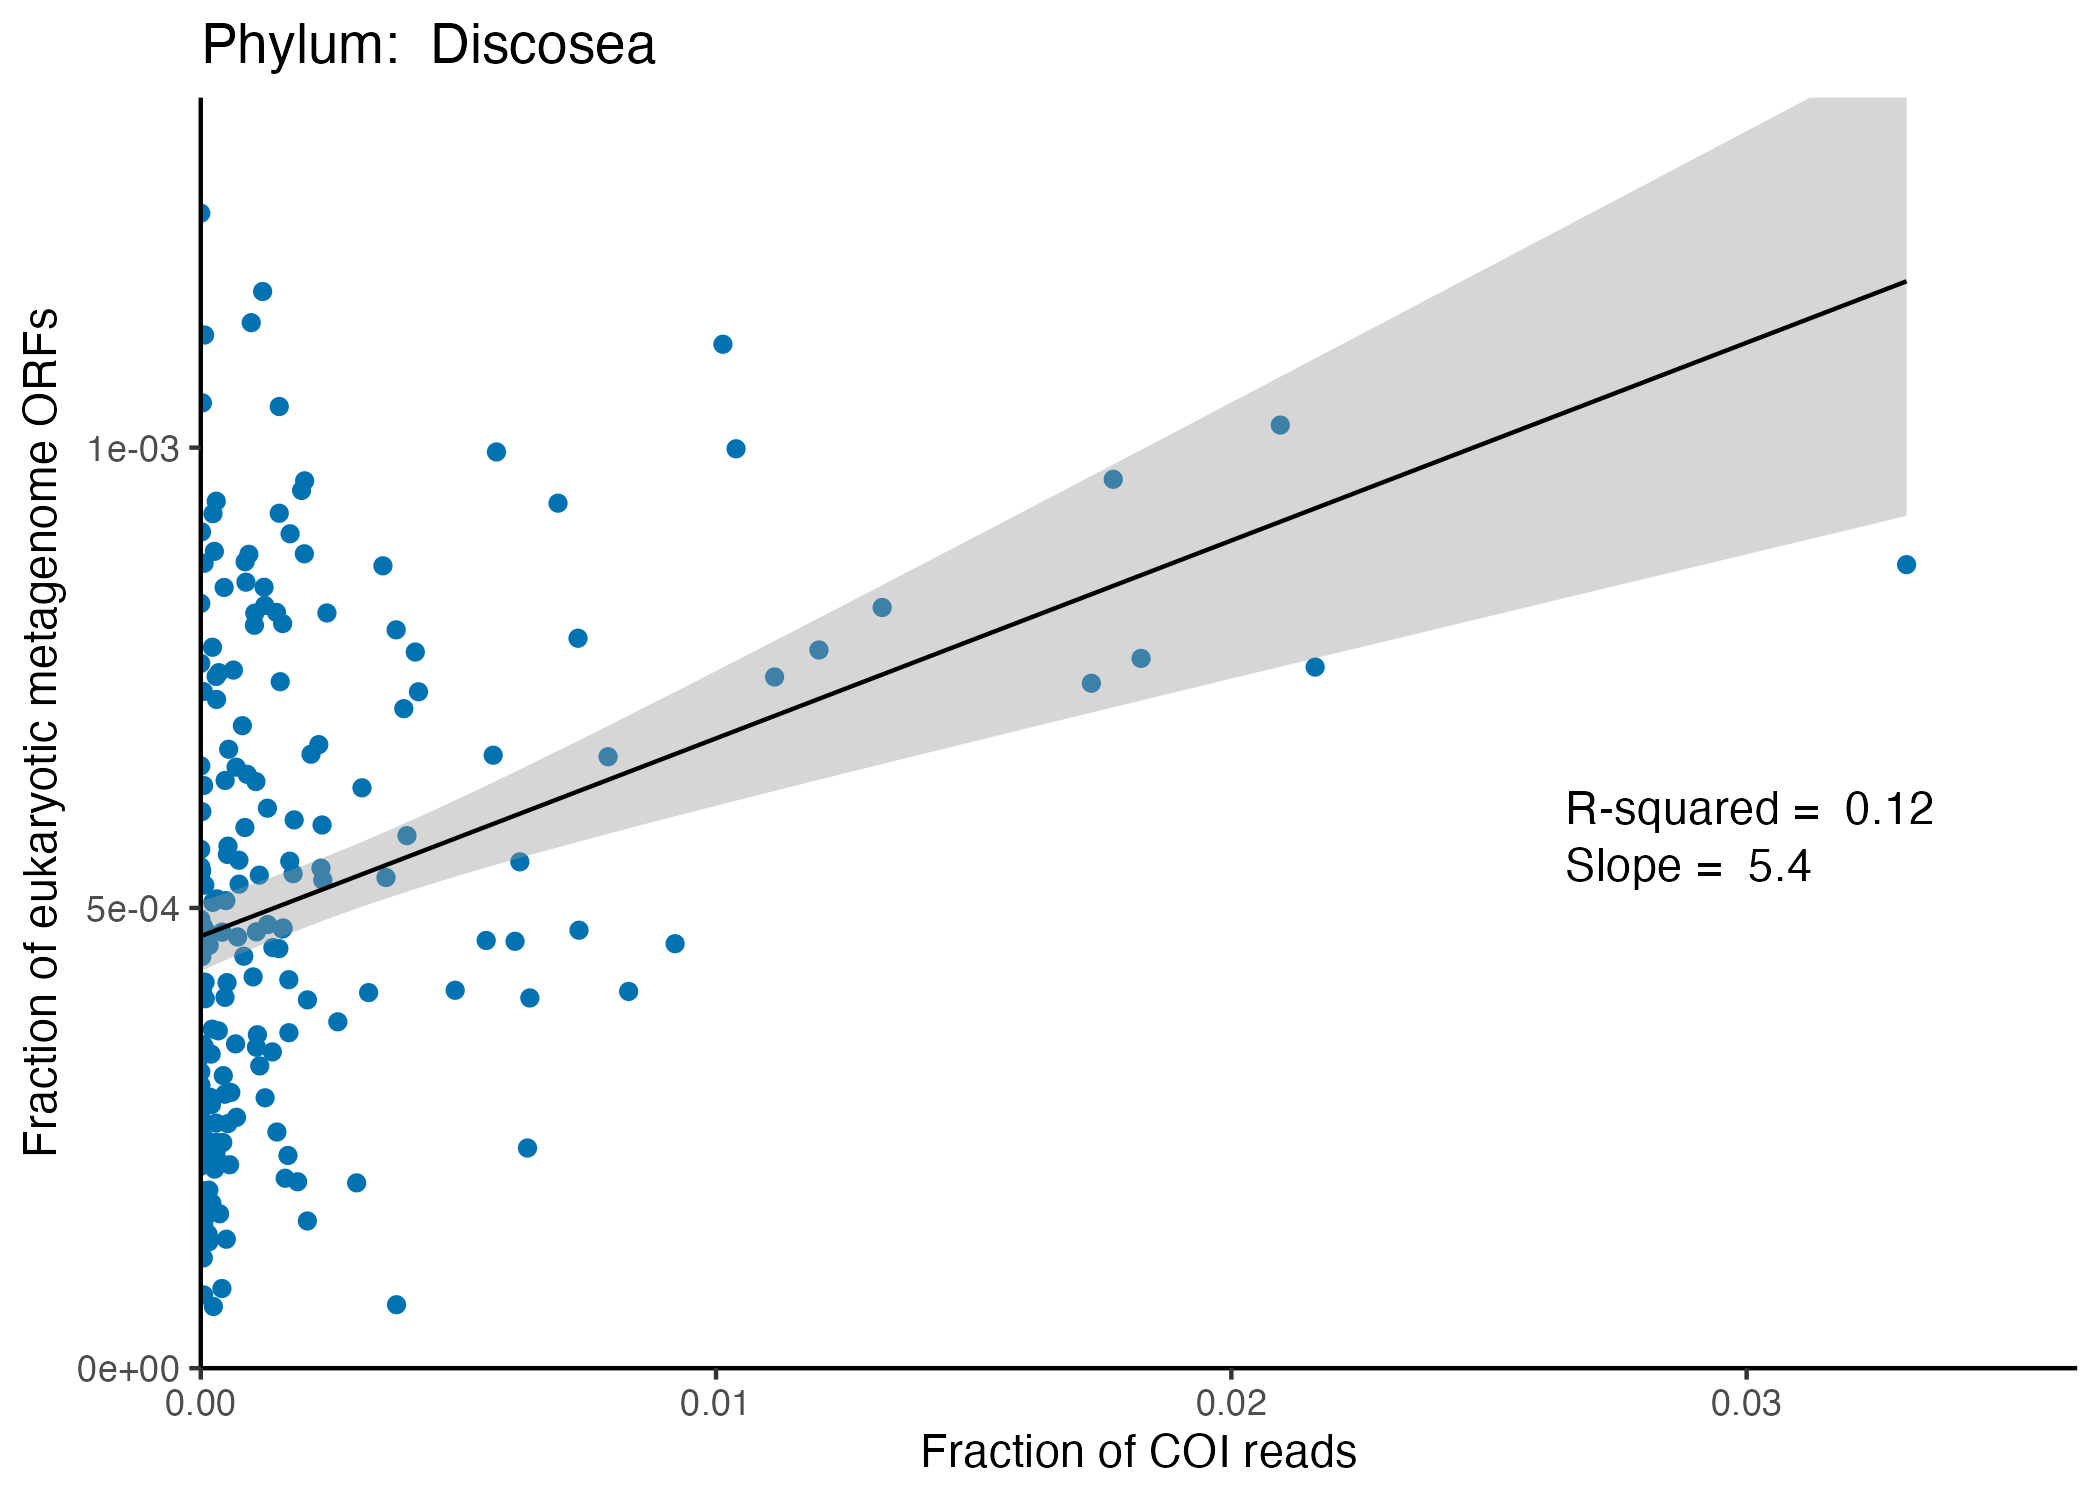 Phylum: Discosea
Fraction of eukaryotic metagenome ORFs
1e-03
5e-04
0e+00
R-squared = 0.12
Slope = 5.4
0.00 0.01 0.02 0.03
Fraction of COI reads